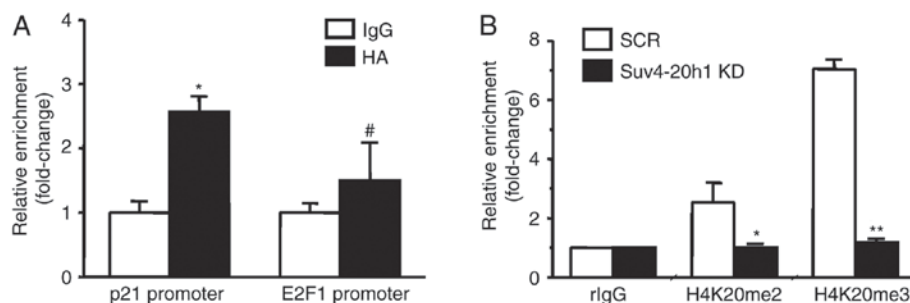 A
Relative enrichment
(fold-change)
4
3
2
1
0
IgG
HA
*
#
p21 promoter
E2F1 promoter
B
Relative enrichment
(fold-change)
8
6
4
2
0
SCR
Suv4-20h1 KD
*
**
rIgG
H4K20me2
H4K20me3